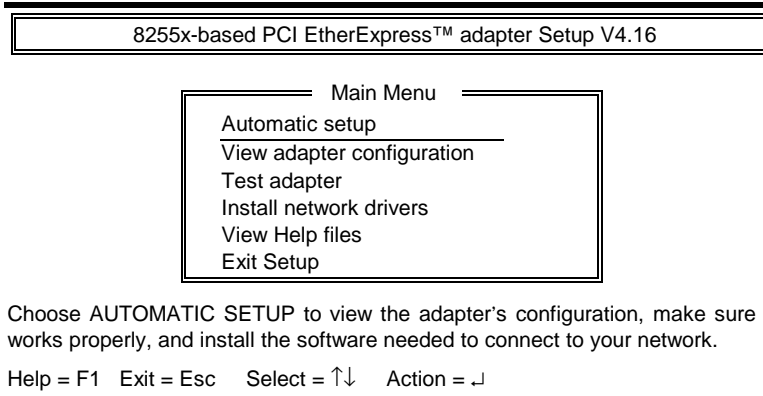 8255x-based PCI EtherExpress™ adapter Setup V4.16
Main Menu
Automatic setup
View adapter configuration
Test adapter
Install network drivers
View Help files
Exit Setup
Choose AUTOMATIC SETUP to view the adapter's configuration, make sure
works properly, and install the software needed to connect to your network.
Help = F1 Exit = Esc Select = ↑↓ Action = ↵